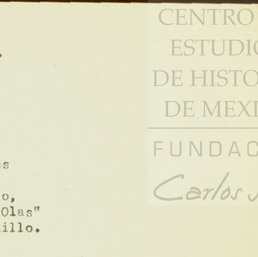 CENTRO
ESTUDIO
DE HISTO
DE MEXI
FUNDAC
Carlos
s
o,
Olas"
illo.